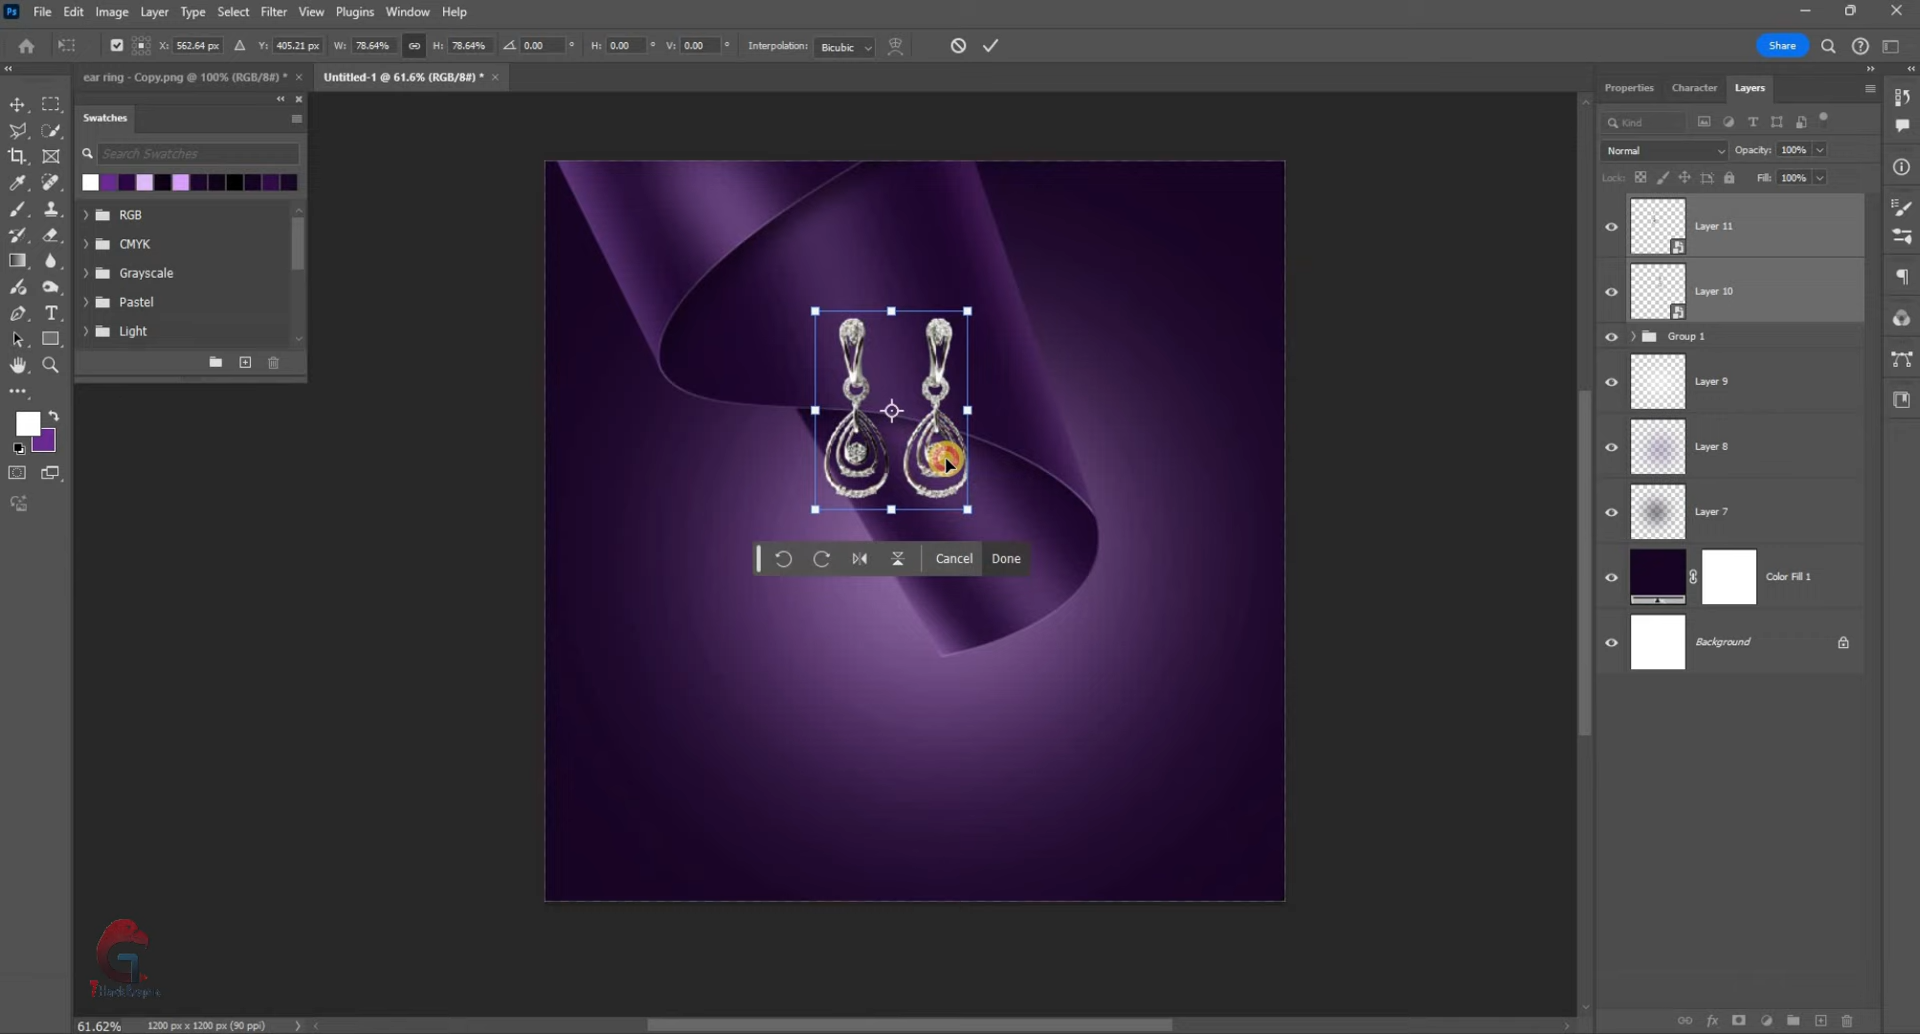 Ps File Edit Image Layer Type Select Filter View Plugins Window Help
X: 562.64 px Y: 405.21 px W: 78.64% H: 78.64% 0.00 ° H: 0.00 ° V: 0.00 ° Interpolation: Bicubic Share
ear ring - Copy.png @ 100% (RGB/8#) * × Untitled-1 @ 61.6% (RGB/8#) * ×
Properties Character Layers
Swatches
Search Swatches
RGB
CMYK
Grayscale
Pastel
Light
Kind
Normal Opacity: 100%
Lock: Fill: 100%
Layer 11
Layer 10
Group 1
Layer 9
Layer 8
Layer 7
Color Fill 1
Background
Cancel Done
61.62% 1200 px x 1200 px (90 ppi)